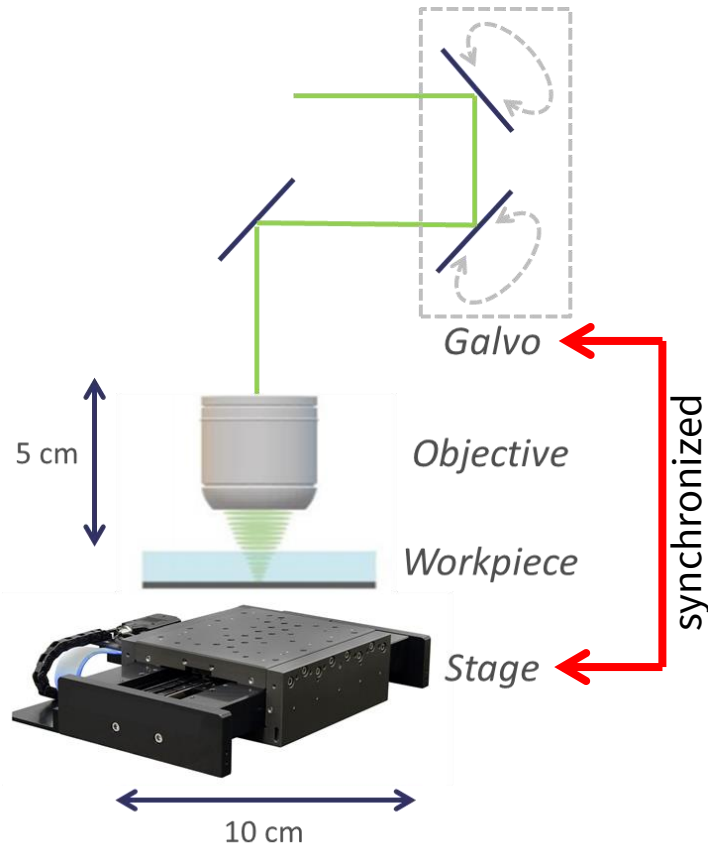 Galvo
5 cm
Objective
Workpiece
synchronized
Stage
10 cm